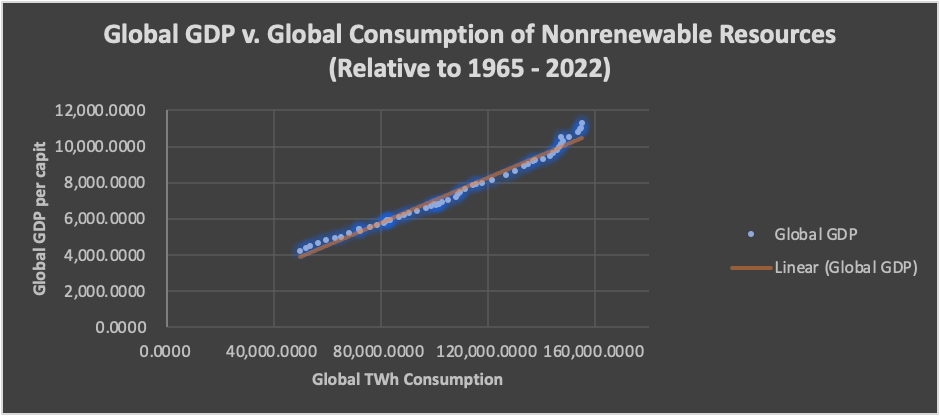 Global GDP v. Global Consumption of Nonrenewable Resources
(Relative to 1965 - 2022)
12,000.0000
10,000.0000
8,000.0000
6,000.0000
4,000.0000
2,000.0000
0.0000
Global GDP per capit
0.0000 40,000.0000 80,000.0000 120,000.0000 160,000.0000
Global TWh Consumption
Global GDP
Linear (Global GDP)